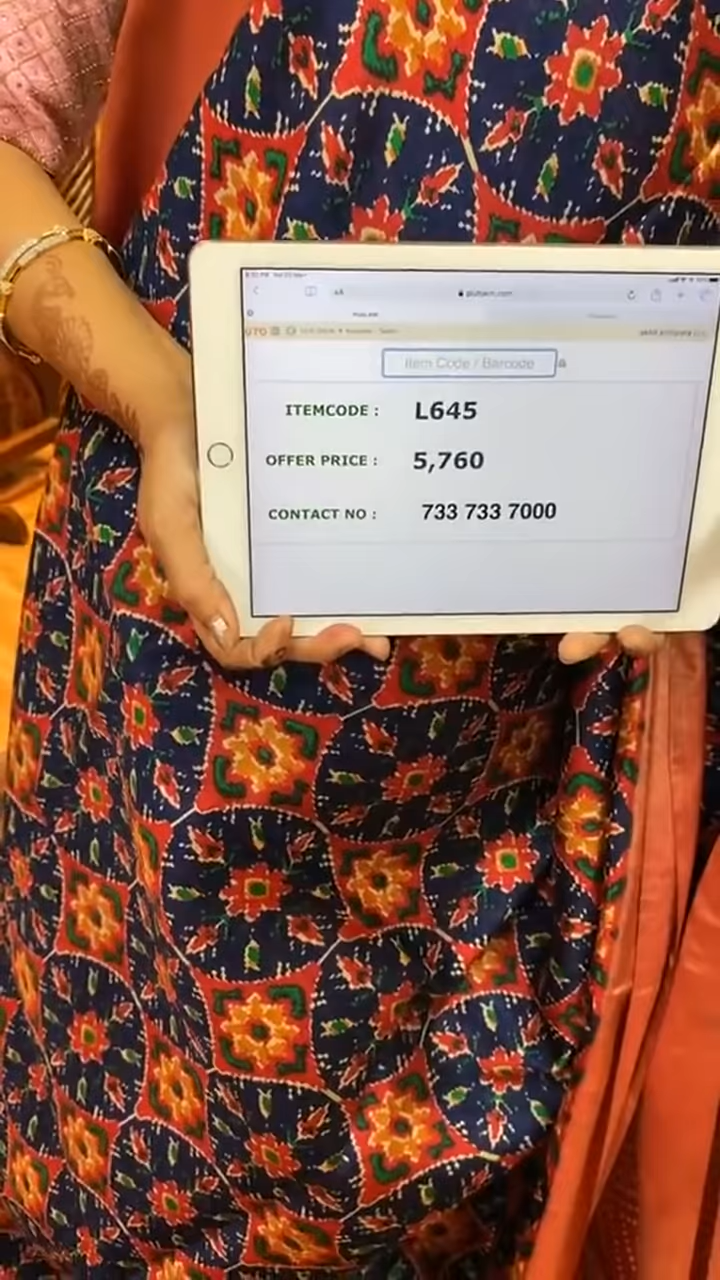 Item Code / Barcode
ITEMCODE : L645
OFFER PRICE : 5,760
CONTACT NO : 733 733 7000